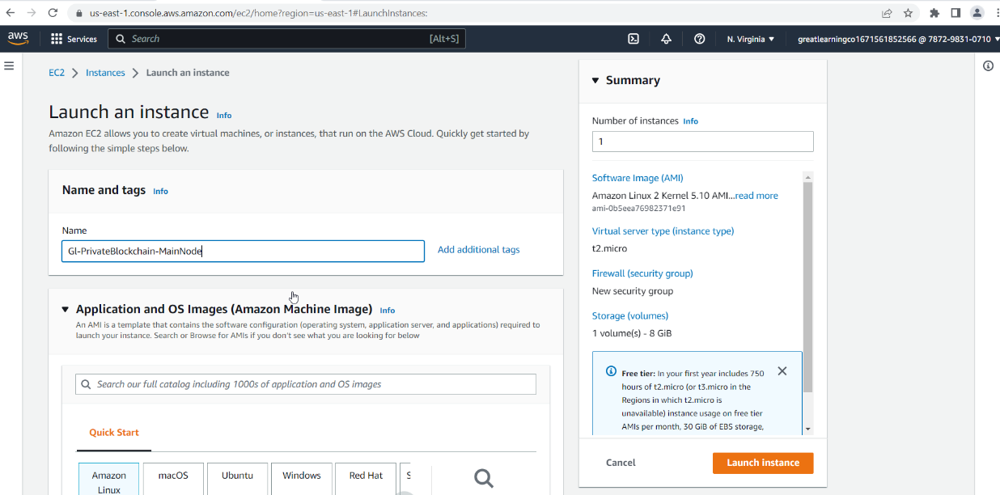 us-east-1.console.aws.amazon.com/ec2/home?region=us-east-1#LaunchInstances:
aws
Services
Search
[Alt+S]
N. Virginia
greatlearningco1671561852566 @ 7872-9831-0710
EC2 > Instances > Launch an instance
Launch an instance Info
Amazon EC2 allows you to create virtual machines, or instances, that run on the AWS Cloud. Quickly get started by
following the simple steps below.
Name and tags Info
Name
Gl-PrivateBlockchain-MainNode
Add additional tags
Application and OS Images (Amazon Machine Image) Info
An AMI is a template that contains the software configuration (operating system, application server, and applications) required to
launch your instance. Search or Browse for AMIs if you don't see what you are looking for below
Search our full catalog including 1000s of application and OS images
Quick Start
Amazon
Linux
macOS
Ubuntu
Windows
Red Hat
S
Summary
Number of instances Info
1
Software Image (AMI)
Amazon Linux 2 Kernel 5.10 AMI...read more
ami-0b5eea76982371e91
Virtual server type (instance type)
t2.micro
Firewall (security group)
New security group
Storage (volumes)
1 volume(s) - 8 GiB
Free tier: In your first year includes 750
hours of t2.micro (or t3.micro in the
Regions in which t2.micro is
unavailable) instance usage on free tier
AMIs per month, 30 GiB of EBS storage,
Cancel
Launch instance